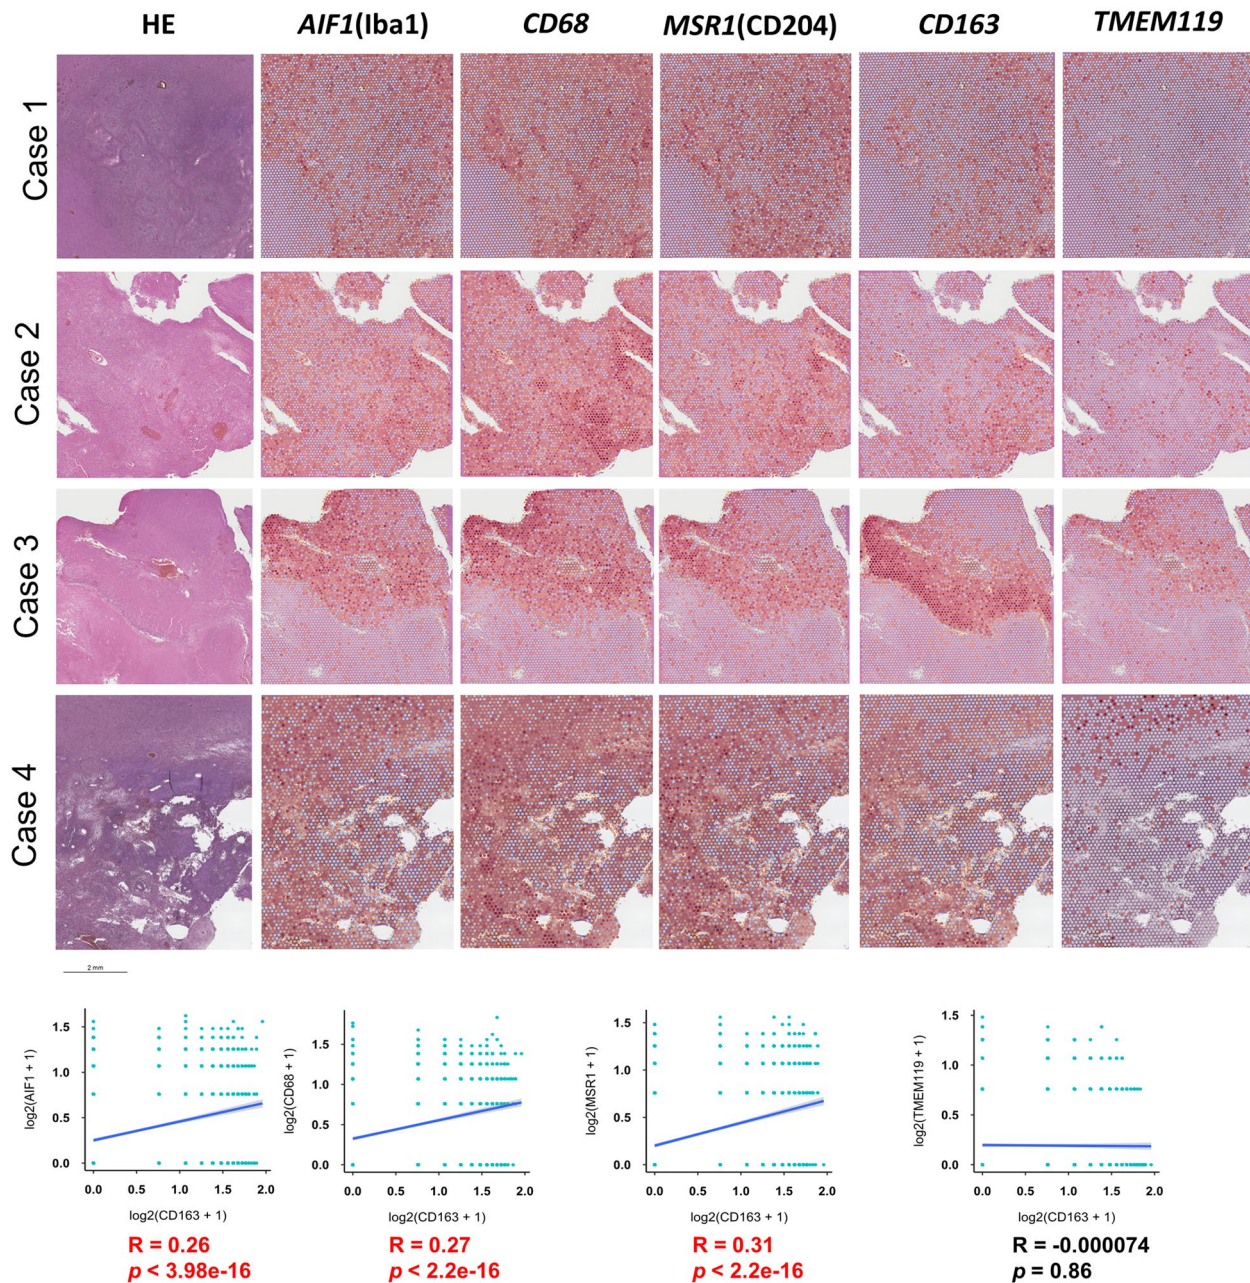 HE AIF1(Iba1) CD68 MSR1(CD204) CD163 TMEM119
Case 1
Case 2
Case 3
Case 4
2 mm
log2(AIF1 + 1)
1.5
1.0
0.5
0.0
0.0 0.5 1.0 1.5 2.0
log2(CD163 + 1)
R = 0.26
p < 3.98e-16
log2(CD68 + 1)
1.5
1.0
0.5
0.0
0.0 0.5 1.0 1.5 2.0
log2(CD163 + 1)
R = 0.27
p < 2.2e-16
log2(MSR1 + 1)
1.5
1.0
0.5
0.0
0.0 0.5 1.0 1.5 2.0
log2(CD163 + 1)
R = 0.31
p < 2.2e-16
log2(TMEM119 + 1)
1.5
1.0
0.5
0.0
0.0 0.5 1.0 1.5 2.0
log2(CD163 + 1)
R = -0.000074
p = 0.86